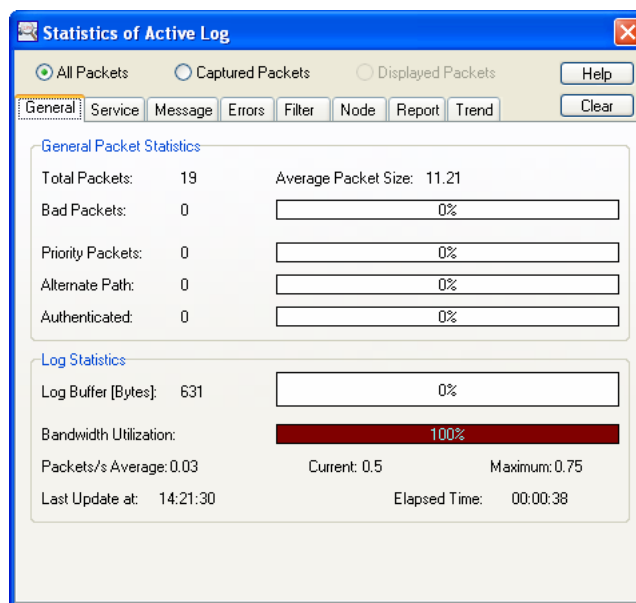 Statistics of Active Log
All Packets Captured Packets Displayed Packets Help
General Service Message Errors Filter Node Report Trend Clear
General Packet Statistics
Total Packets: 19 Average Packet Size: 11.21
Bad Packets: 0 0%
Priority Packets: 0 0%
Alternate Path: 0 0%
Authenticated: 0 0%
Log Statistics
Log Buffer [Bytes]: 631 0%
Bandwidth Utilization: 100%
Packets/s Average: 0.03 Current: 0.5 Maximum: 0.75
Last Update at: 14:21:30 Elapsed Time: 00:00:38